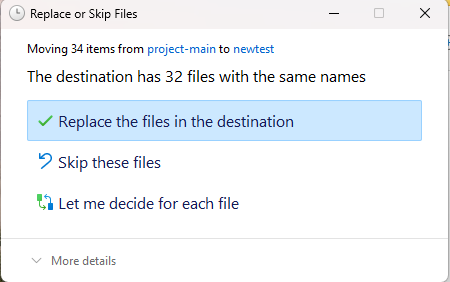 Replace or Skip Files
Moving 34 items from project-main to newtest
The destination has 32 files with the same names
Replace the files in the destination
Skip these files
Let me decide for each file
More details